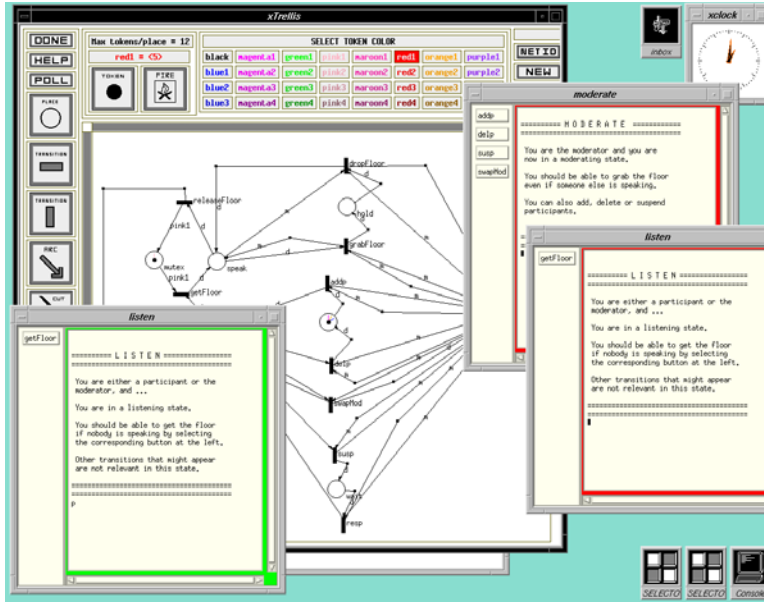 xTrellis
DONE
HELP
POLL
Max tokens/place = 12
red1 = <5>
TOKEN
FIRE
SELECT TOKEN COLOR
black magenta1 green1 pink1 maroon1 red1 orange1 purple1
blue1 magenta2 green2 pink2 maroon2 red2 orange2 purple2
blue2 magenta3 green3 pink3 maroon3 red3 orange3
blue3 magenta4 green4 pink4 maroon4 red4 orange4
NETID
NEW
PLACE
TRANSITION
TRANSITION
ARC
CUT
inbox
xclock
dropFloor
d
releaseFloor
d
hold
pink1
d
m
d
m
grabFloor
mutex
speak
d
pink1
d
getFloor
addp
d
d
delp
swapMod
susp
d
wait
d
resp
m
m
m
m
moderate
addp
delp
susp
swapMod
========= M O D E R A T E =============
=====================================
You are the moderator and you are
now in a moderating state.
You should be able to grab the floor
even if someone else is speaking.
You can also add, delete or suspend
participants.
listen
getFloor
========= L I S T E N ===============
=====================================
You are either a participant or the
moderator, and ...
You are in a listening state.
You should be able to get the floor
if nobody is speaking by selecting
the corresponding button at the left.
Other transitions that might appear
are not relevant in this state.
=====================================
=====================================
listen
getFloor
========= L I S T E N ===============
=====================================
You are either a participant or the
moderator, and ...
You are in a listening state.
You should be able to get the floor
if nobody is speaking by selecting
the corresponding button at the left.
Other transitions that might appear
are not relevant in this state.
=====================================
=====================================
P
SELECTO
SELECTO
Console